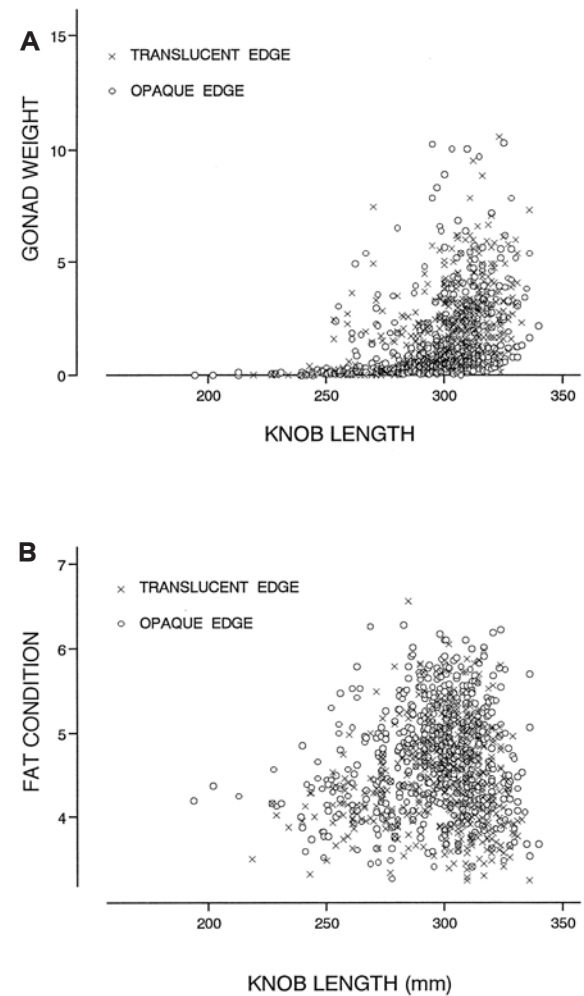 A
15
× TRANSLUCENT EDGE
○ OPAQUE EDGE
10
GONAD WEIGHT
5
0
200 250 300 350
KNOB LENGTH
B
7
× TRANSLUCENT EDGE
○ OPAQUE EDGE
6
FAT CONDITION
5
4
200 250 300 350
KNOB LENGTH (mm)